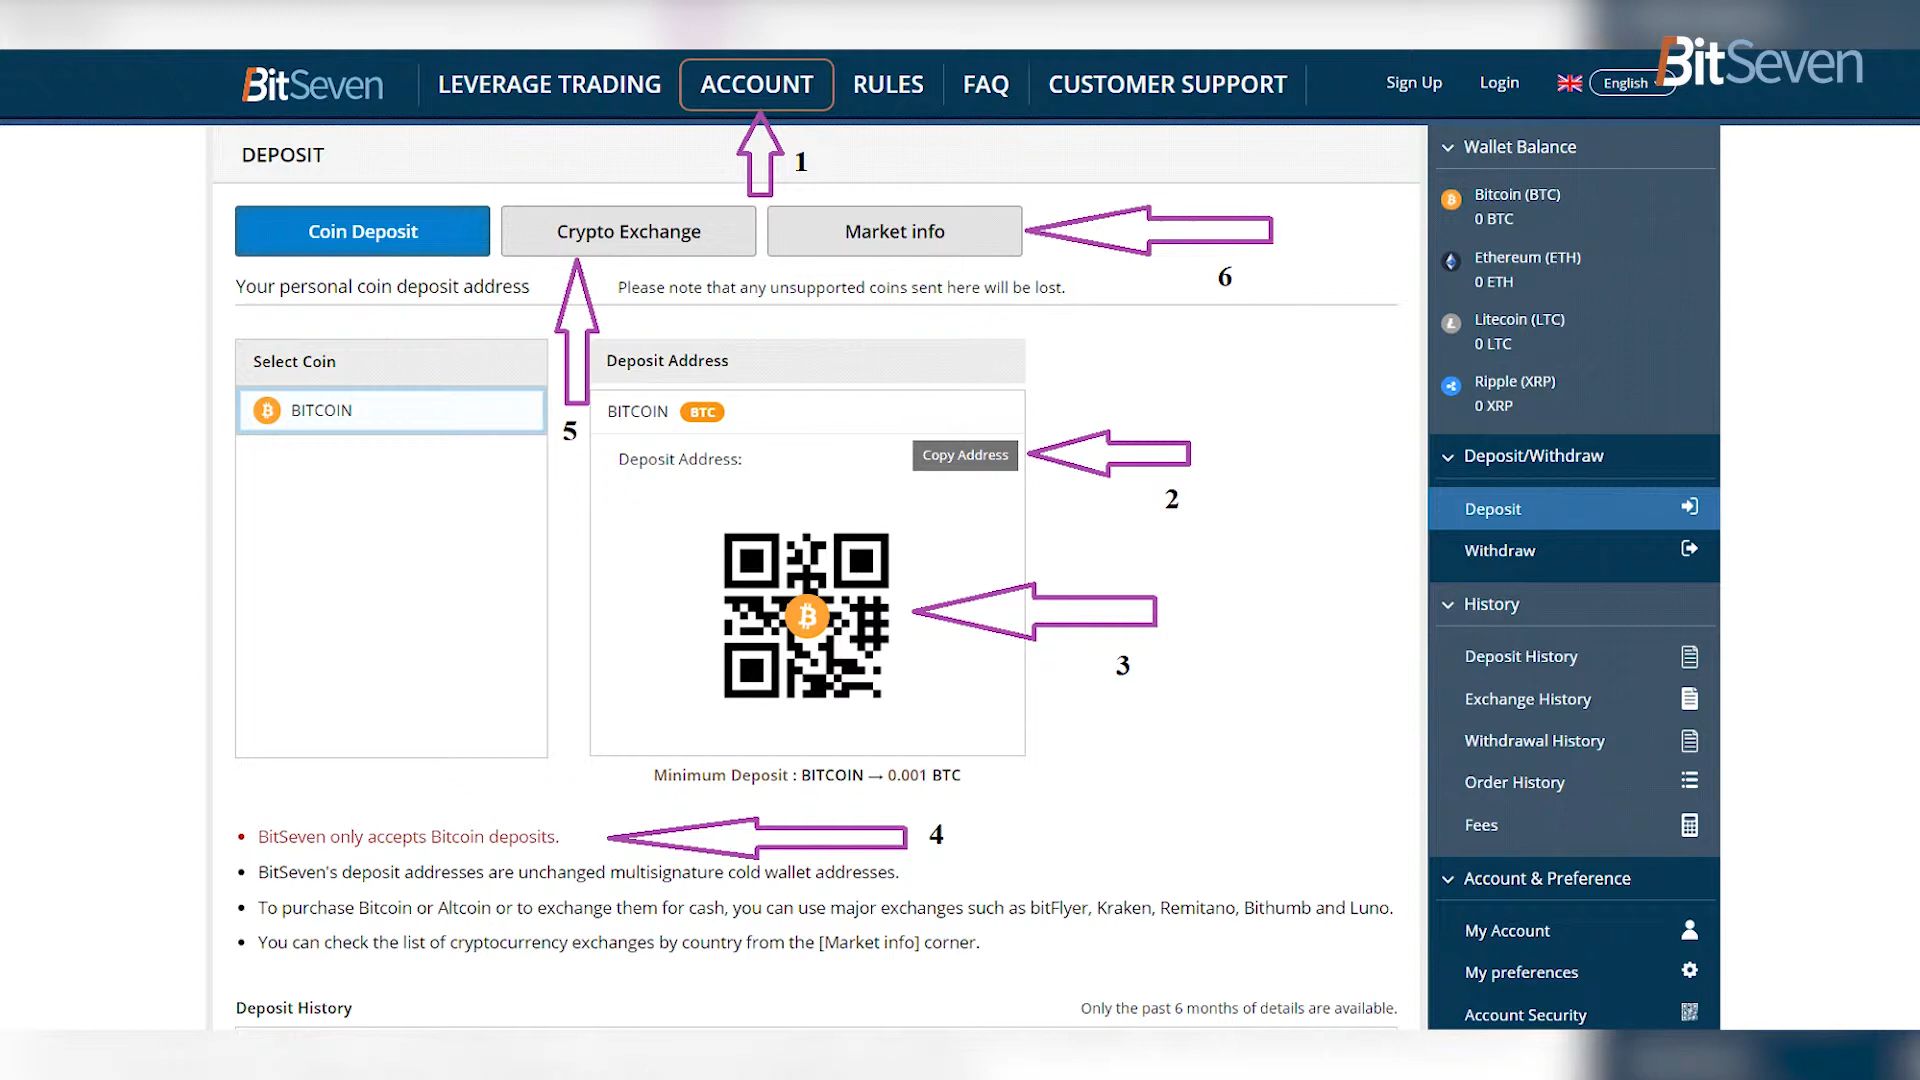 BitSeven
LEVERAGE TRADING
ACCOUNT
RULES
FAQ
CUSTOMER SUPPORT
Sign Up
Login
English
BitSeven
DEPOSIT
1
Coin Deposit
Crypto Exchange
Market info
6
Your personal coin deposit address
Please note that any unsupported coins sent here will be lost.
Select Coin
BITCOIN
5
Deposit Address
BITCOIN BTC
Deposit Address:
Copy Address
2
3
Minimum Deposit : BITCOIN → 0.001 BTC
• BitSeven only accepts Bitcoin deposits.
4
• BitSeven's deposit addresses are unchanged multisignature cold wallet addresses.
• To purchase Bitcoin or Altcoin or to exchange them for cash, you can use major exchanges such as bitFlyer, Kraken, Remitano, Bithumb and Luno.
• You can check the list of cryptocurrency exchanges by country from the [Market info] corner.
Deposit History
Only the past 6 months of details are available.
Wallet Balance
Bitcoin (BTC)
0 BTC
Ethereum (ETH)
0 ETH
Litecoin (LTC)
0 LTC
Ripple (XRP)
0 XRP
Deposit/Withdraw
Deposit
Withdraw
History
Deposit History
Exchange History
Withdrawal History
Order History
Fees
Account & Preference
My Account
My preferences
Account Security